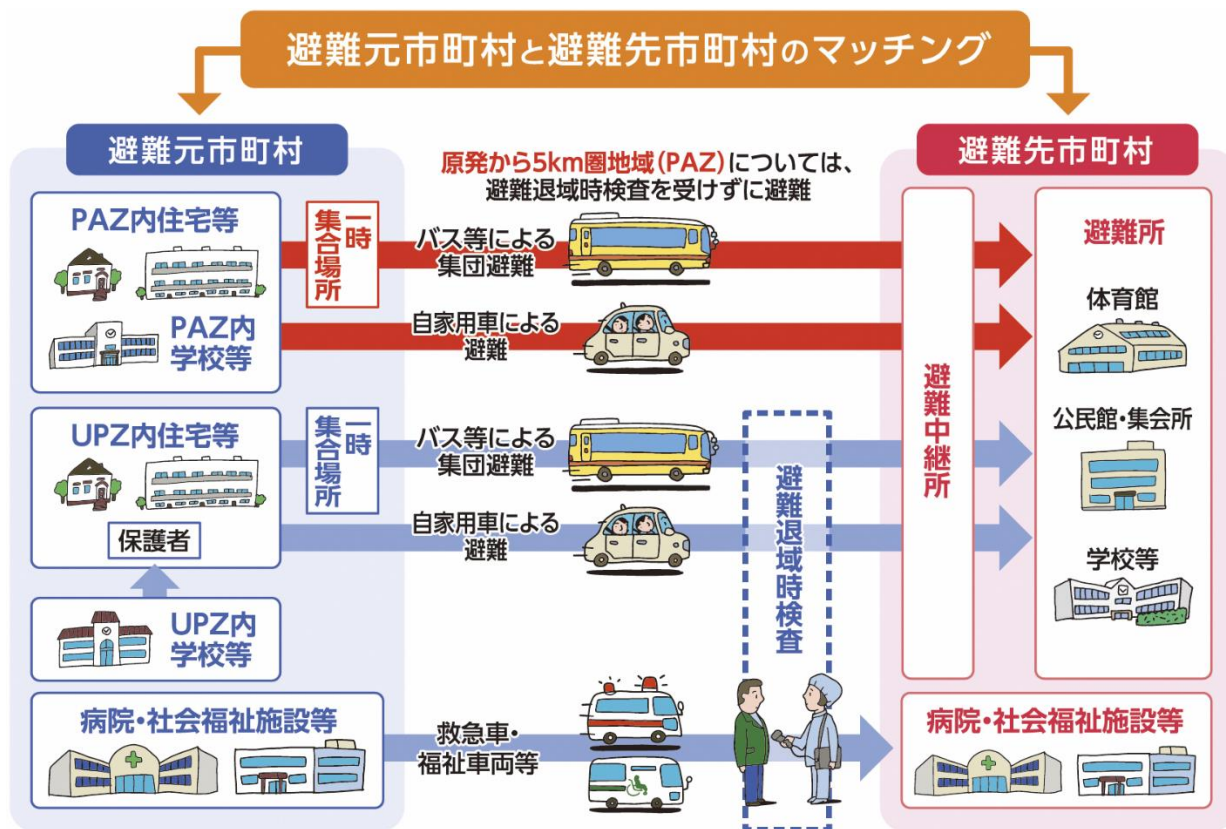 避難元市町村と避難先市町村のマッチング
避難元市町村
避難先市町村
原発から5km圏地域(PAZ)については、
避難退域時検査を受けずに避難
PAZ内住宅等
一時
集合場所
バス等による
集団避難
PAZ内
学校等
自家用車による
避難
UPZ内住宅等
保護者
一時
集合場所
バス等による
集団避難
自家用車による
避難
UPZ内
学校等
避難退域時検査
病院・社会福祉施設等
救急車・
福祉車両等
避難中継所
避難所
体育館
公民館・集会所
学校等
病院・社会福祉施設等